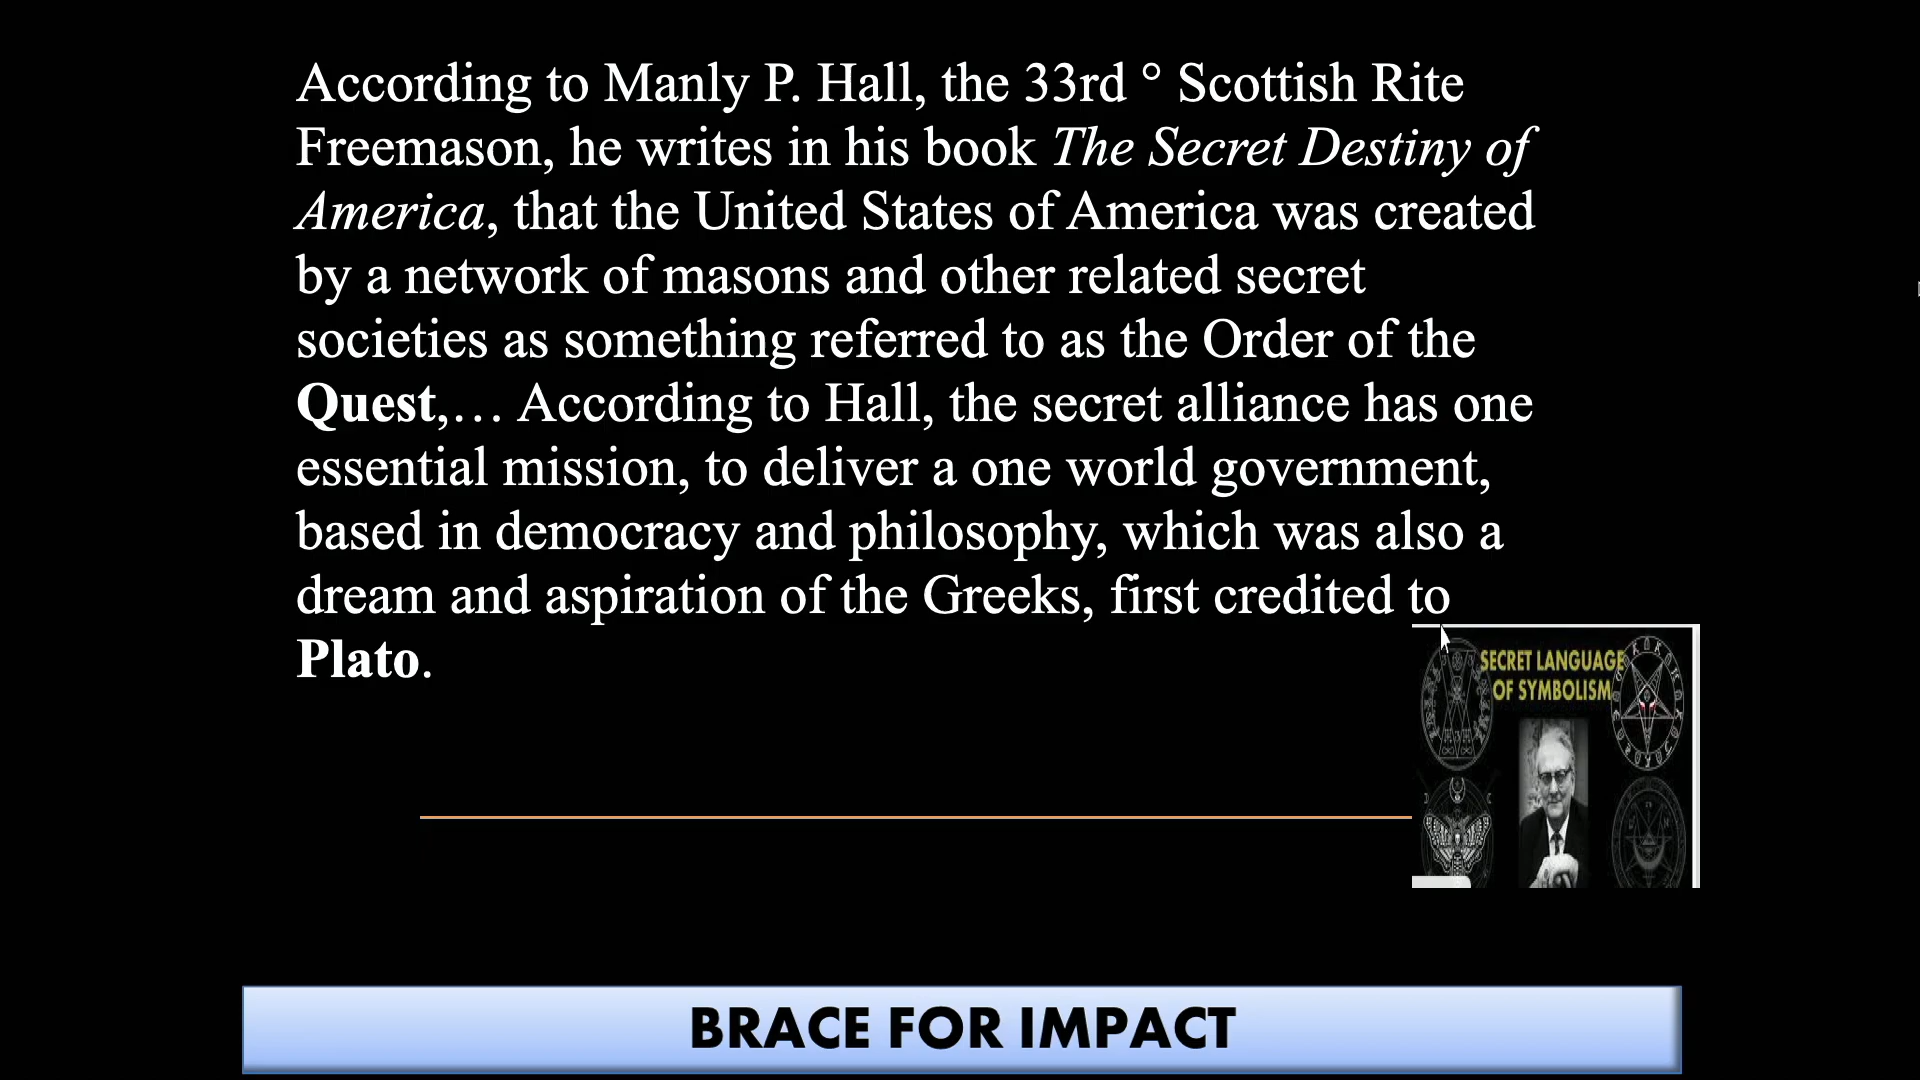 According to Manly P. Hall, the 33rd ° Scottish Rite
Freemason, he writes in his book The Secret Destiny of
America, that the United States of America was created
by a network of masons and other related secret
societies as something referred to as the Order of the
Quest,… According to Hall, the secret alliance has one
essential mission, to deliver a one world government,
based in democracy and philosophy, which was also a
dream and aspiration of the Greeks, first credited to
Plato.
SECRET LANGUAGE
OF SYMBOLISM
BRACE FOR IMPACT